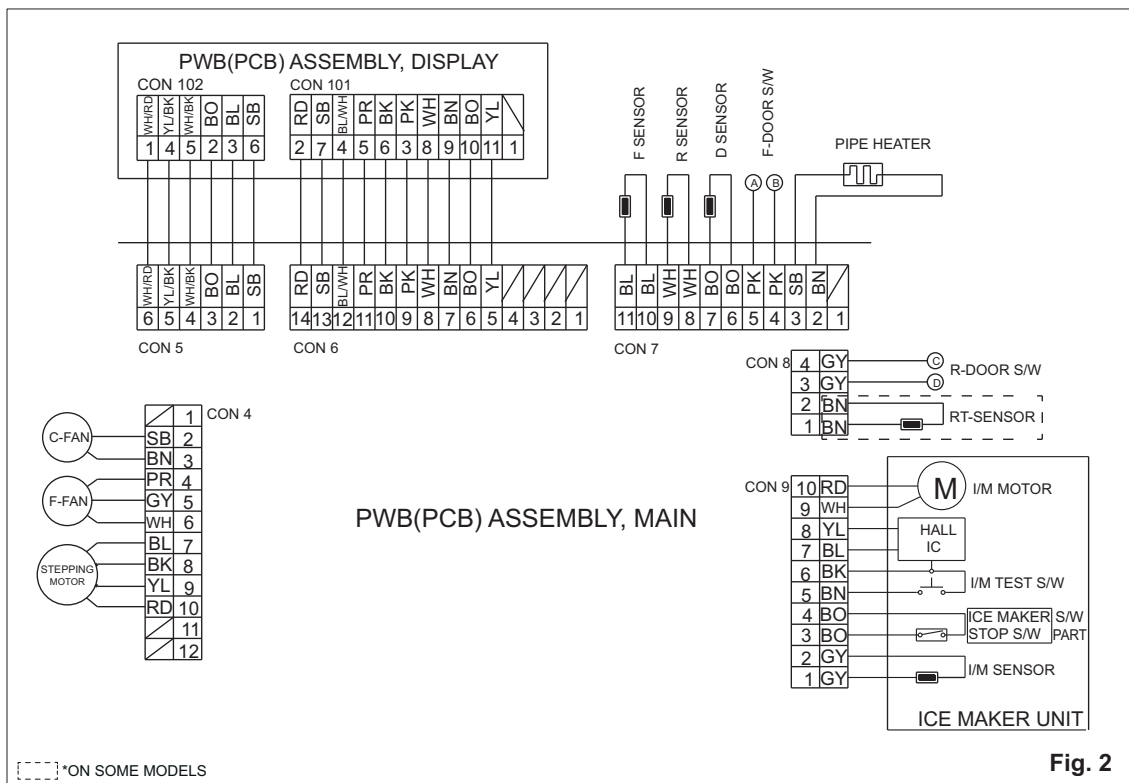 PWB(PCB) ASSEMBLY, DISPLAY
CON 102
CON 101
WH/RD YL/BK WH/BK BO BL SB
1 4 5 2 3 6
RD SB BL/WH PR BK PK WH BN BO YL
2 7 4 5 6 3 8 9 10 11 1
F SENSOR
R SENSOR
D SENSOR
F-DOOR S/W
A B
PIPE HEATER
WH/RD YL/BK WH/BK BO BL SB
6 5 4 3 2 1
CON 5
RD SB BL/WH PR BK PK WH BN BO YL
14 13 12 11 10 9 8 7 6 5 4 3 2 1
CON 6
BL BL WH WH BO BO PK PK SB BN
11 10 9 8 7 6 5 4 3 2 1
CON 7
CON 8
4 GY C
3 GY D
R-DOOR S/W
2 BN
1 BN
RT-SENSOR
CON 4
1
C-FAN
SB 2
BN 3
F-FAN
PR 4
GY 5
WH 6
STEPPING
MOTOR
BL 7
BK 8
YL 9
RD 10
11
12
PWB(PCB) ASSEMBLY, MAIN
CON 9
10 RD
9 WH
M I/M MOTOR
8 YL
7 BL
HALL
IC
6 BK
5 BN
I/M TEST S/W
4 BO
3 BO
ICE MAKER S/W
STOP S/W PART
2 GY
1 GY
I/M SENSOR
ICE MAKER UNIT
*ON SOME MODELS
Fig. 2